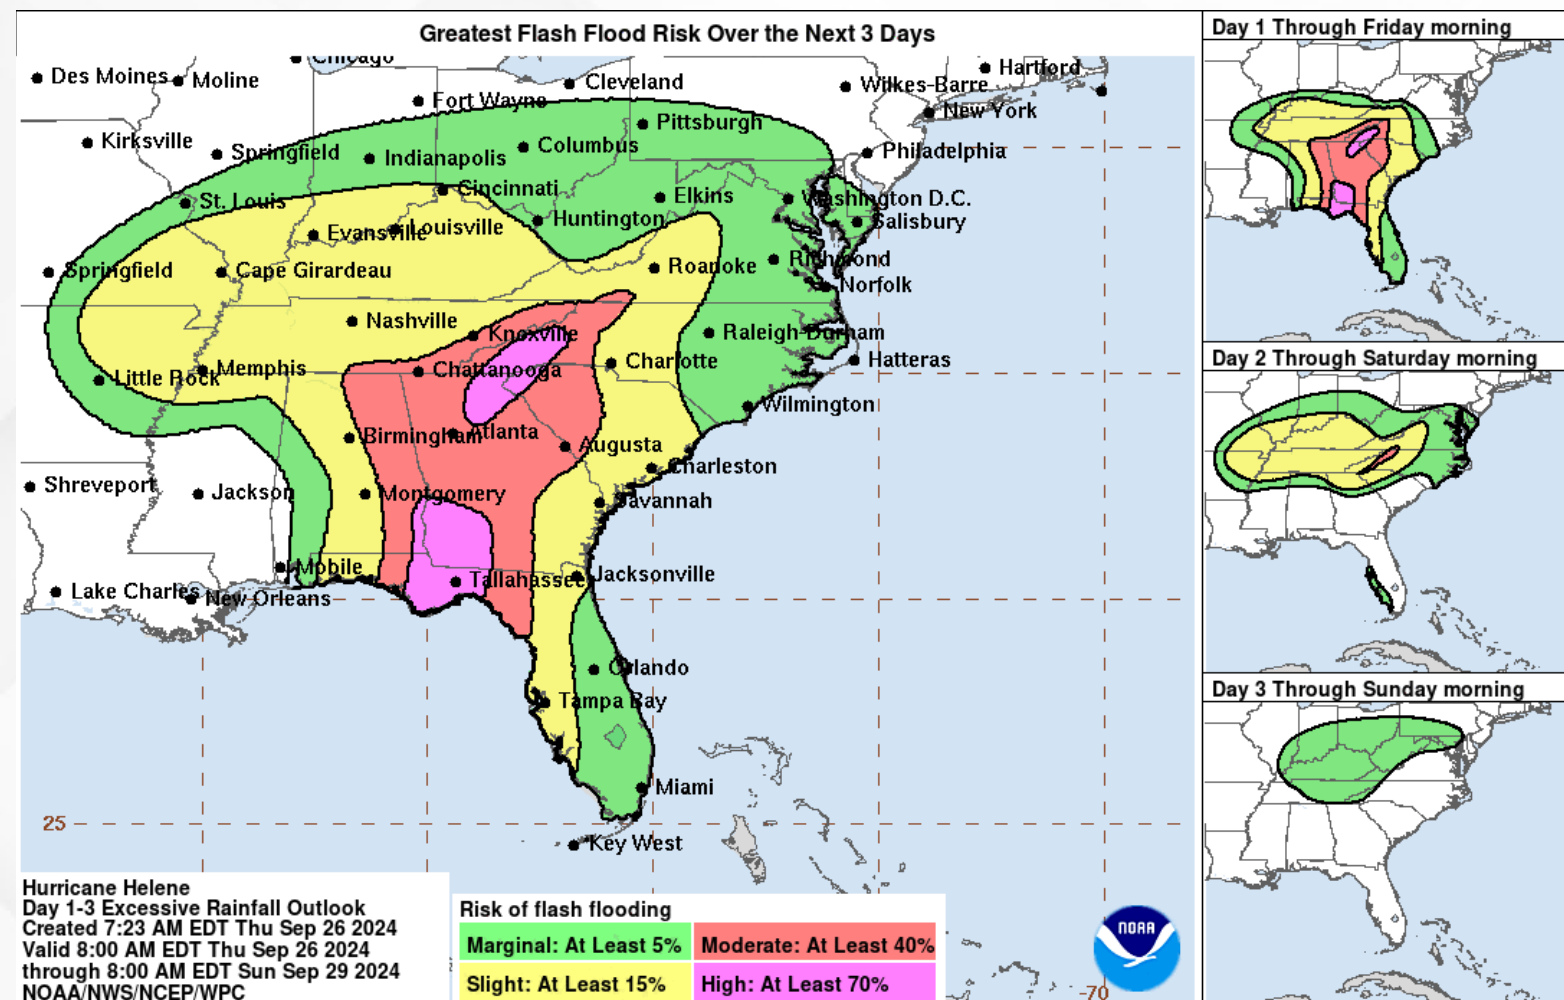 Greatest Flash Flood Risk Over the Next 3 Days
Chicago
Des Moines
Moline
Cleveland
Hartford
Wilkes-Barre
Fort Wayne
New York
Pittsburgh
Kirksville
Springfield
Indianapolis
Columbus
Philadelphia
St. Louis
Cincinnati
Elkins
Washington D.C.
Huntington
Salisbury
Evansville
Louisville
Springfield
Cape Girardeau
Roanoke
Richmond
Norfolk
Nashville
Knoxville
Raleigh-Durham
Charlotte
Hatteras
Memphis
Little Rock
Chattanooga
Wilmington
Birmingham
Atlanta
Augusta
Charleston
Shreveport
Jackson
Montgomery
Savannah
Mobile
Tallahassee
Jacksonville
Lake Charles
New Orleans
Orlando
Tampa Bay
Miami
25
Key West
-70
Hurricane Helene
Day 1-3 Excessive Rainfall Outlook
Created 7:23 AM EDT Thu Sep 26 2024
Valid 8:00 AM EDT Thu Sep 26 2024
through 8:00 AM EDT Sun Sep 29 2024
NOAA/NWS/NCEP/WPC
Risk of flash flooding
Marginal: At Least 5%
Moderate: At Least 40%
Slight: At Least 15%
High: At Least 70%
NOAA
Day 1 Through Friday morning
Day 2 Through Saturday morning
Day 3 Through Sunday morning